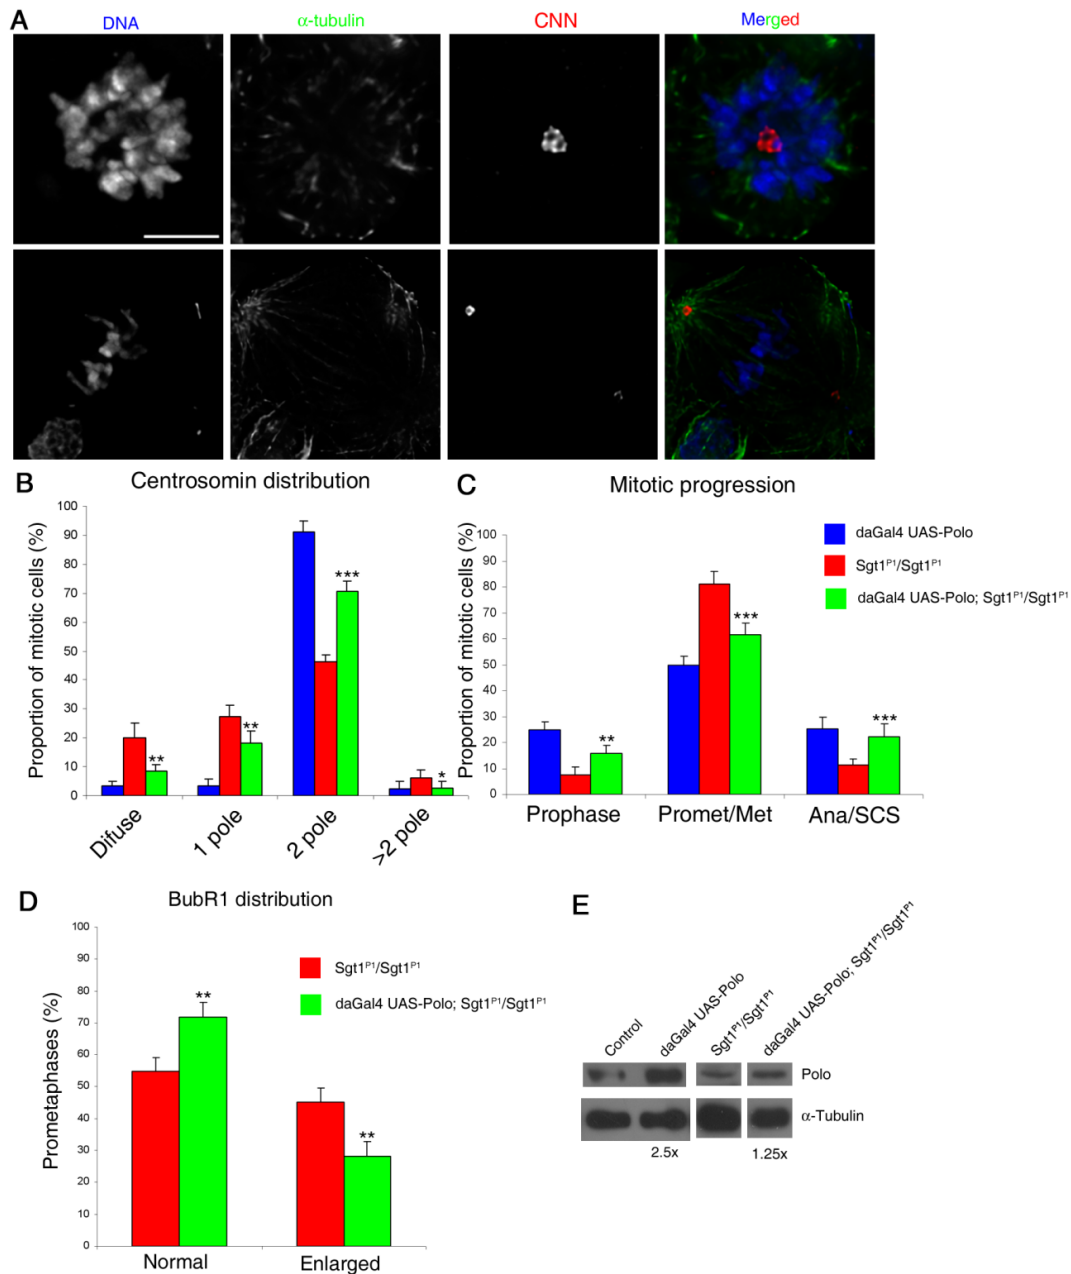 A
DNA
α-tubulin
CNN
Merged
B
Centrosomin distribution
Proportion of mitotic cells (%)
100
90
80
70
60
50
40
30
20
10
0
**
**
***
*
Difuse
1 pole
2 pole
>2 pole
C
Mitotic progression
Proportion of mitotic cells (%)
100
90
80
70
60
50
40
30
20
10
0
**
***
***
Prophase
Promet/Met
Ana/SCS
daGal4 UAS-Polo
Sgt1ᴾ¹/Sgt1ᴾ¹
daGal4 UAS-Polo; Sgt1ᴾ¹/Sgt1ᴾ¹
D
BubR1 distribution
Prometaphases (%)
100
90
80
70
60
50
40
30
20
10
0
**
**
Normal
Enlarged
Sgt1ᴾ¹/Sgt1ᴾ¹
daGal4 UAS-Polo; Sgt1ᴾ¹/Sgt1ᴾ¹
E
Control
daGal4 UAS-Polo
Sgt1ᴾ¹/Sgt1ᴾ¹
daGal4 UAS-Polo; Sgt1ᴾ¹/Sgt1ᴾ¹
Polo
α-Tubulin
2.5x
1.25x